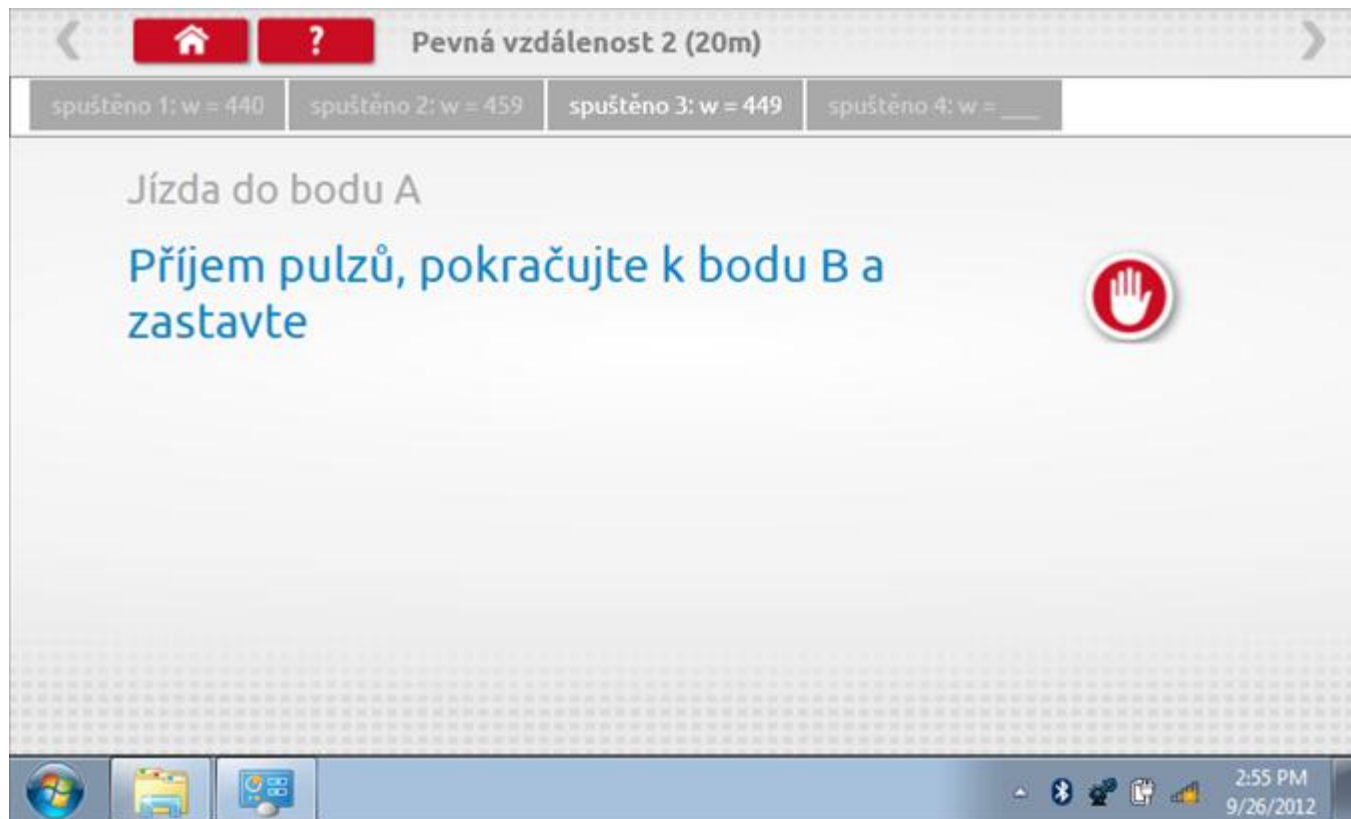 ? Pevná vzdálenost 2 (20m)
spuštěno 1: w = 440 spuštěno 2: w = 459 spuštěno 3: w = 449 spuštěno 4: w = ___
Jízda do bodu A
Příjem pulzů, pokračujte k bodu B a
zastavte
2:55 PM
9/26/2012